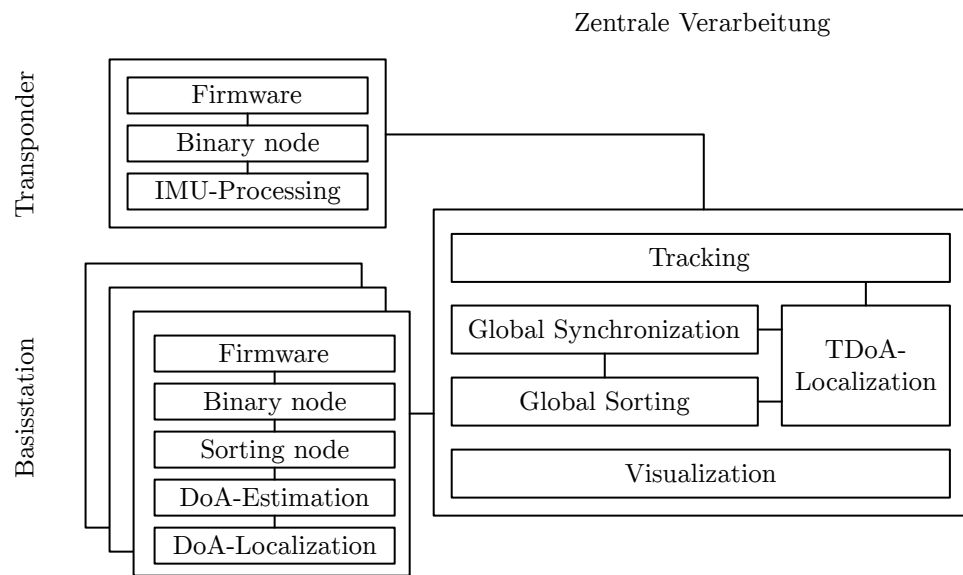 Zentrale Verarbeitung
Transponder
Firmware
Binary node
IMU-Processing
Basisstation
Firmware
Binary node
Sorting node
DoA-Estimation
DoA-Localization
Tracking
Global Synchronization
Global Sorting
TDoA-
Localization
Visualization